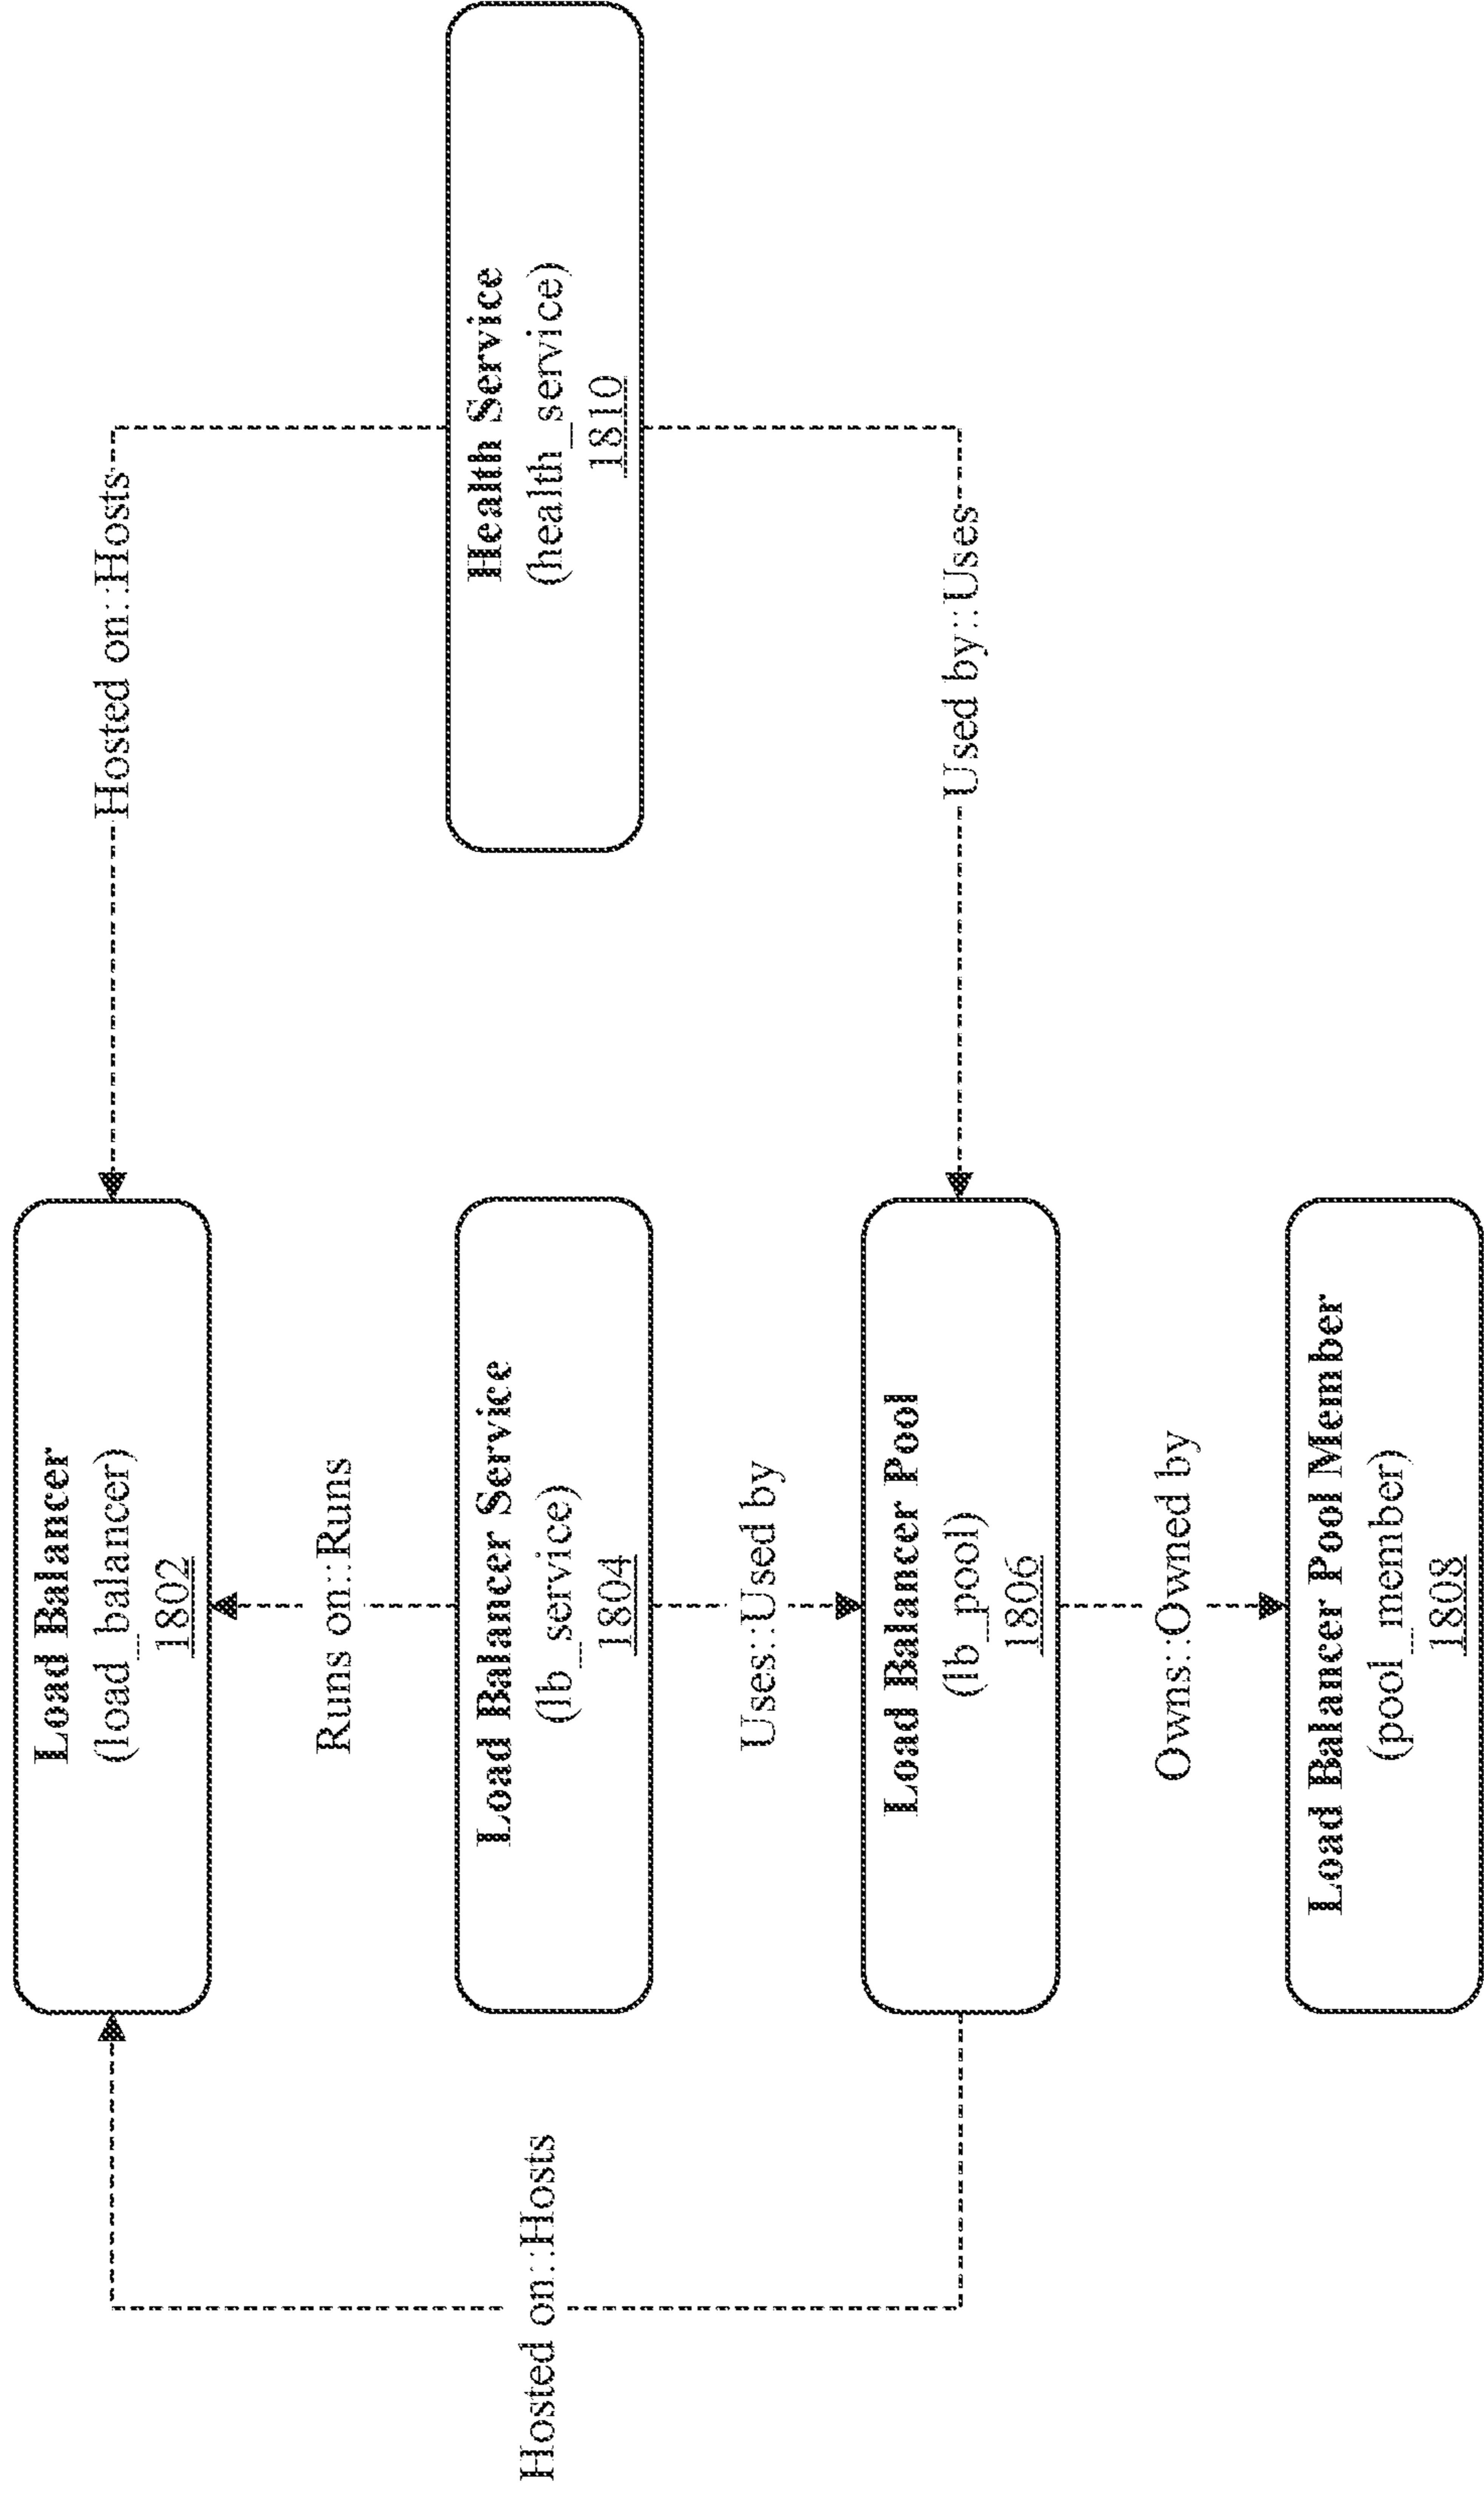 Load Balancer
(load_balancer)
1802
Hosted on::Hosts
Runs on::Runs
Load Balancer Service
(lb_service)
1804
Health Service
(health_service)
1810
Hosted on::Hosts
Uses::Used by
Load Balancer Pool
(lb_pool)
1806
Used by::Uses
Owns::Owned by
Load Balancer Pool Member
(pool_member)
1808